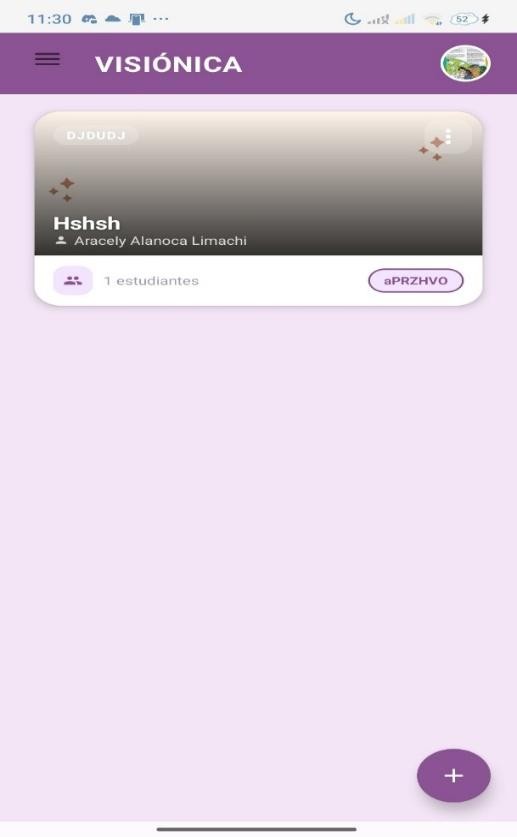 11:30 ... 52
VISIÓNICA
DJDUDJ
Hshsh
Aracely Alanoca Limachi
1 estudiantes
aPRZHVO
+